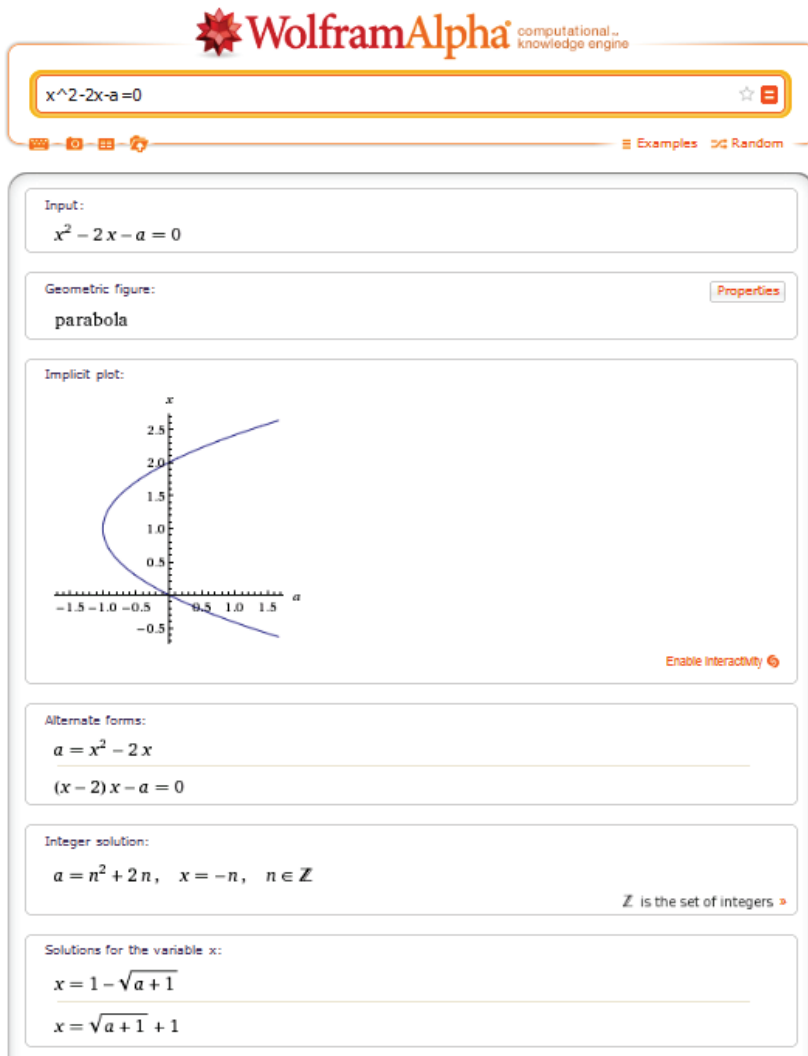 WolframAlpha computational knowledge engine
x^2-2x-a=0
Examples Random
Input:
x² − 2 x − a = 0
Geometric figure: Properties
parabola
Implicit plot:
x
2.5
2.0
1.5
1.0
0.5
a
−1.5 −1.0 −0.5 0.5 1.0 1.5
−0.5
Enable interactivity
Alternate forms:
a = x² − 2 x
(x − 2) x − a = 0
Integer solution:
a = n² + 2 n, x = −n, n ∈ ℤ
ℤ is the set of integers »
Solutions for the variable x:
x = 1 − √(a + 1)
x = √(a + 1) + 1